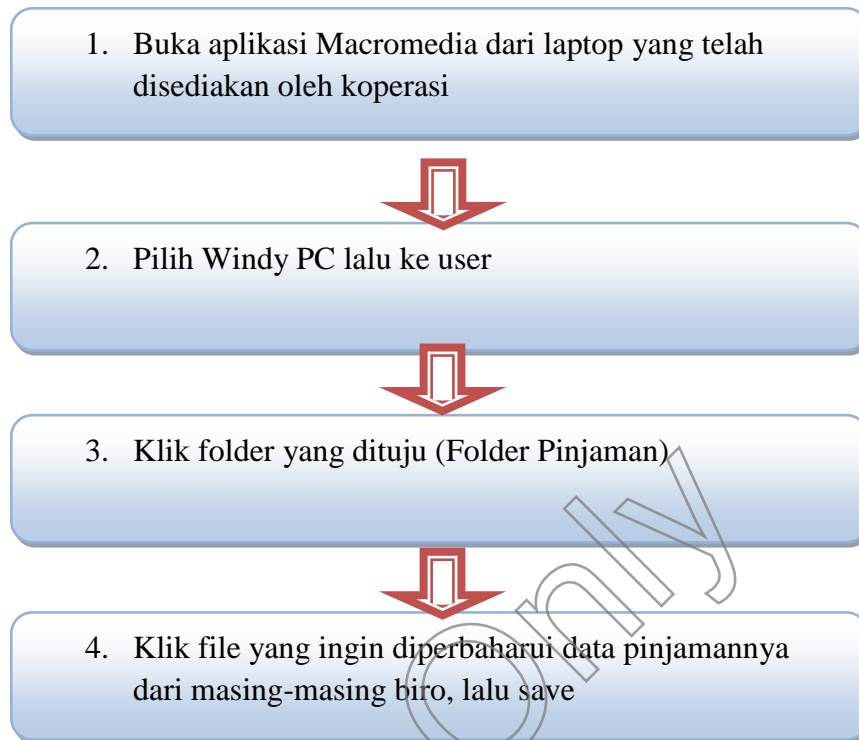 1. Buka aplikasi Macromedia dari laptop yang telah
disediakan oleh koperasi
2. Pilih Windy PC lalu ke user
3. Klik folder yang dituju (Folder Pinjaman)
4. Klik file yang ingin diperbaharui data pinjamannya
dari masing-masing biro, lalu save
Only